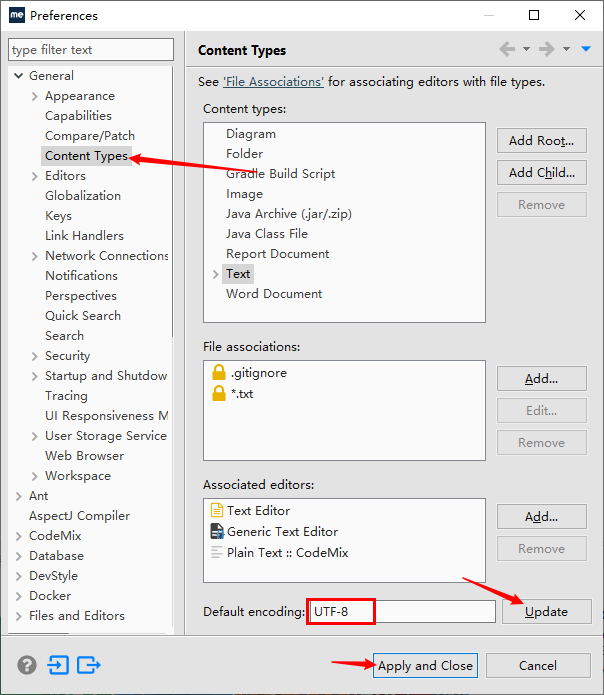 me Preferences
type filter text
General
Appearance
Capabilities
Compare/Patch
Content Types
Editors
Globalization
Keys
Link Handlers
Network Connections
Notifications
Perspectives
Quick Search
Search
Security
Startup and Shutdow
Tracing
UI Responsiveness M
User Storage Service
Web Browser
Workspace
Ant
AspectJ Compiler
CodeMix
Database
DevStyle
Docker
Files and Editors
Content Types
See 'File Associations' for associating editors with file types.
Content types:
Diagram
Folder
Gradle Build Script
Image
Java Archive (.jar/.zip)
Java Class File
Report Document
Text
Word Document
Add Root...
Add Child...
Remove
File associations:
.gitignore
*.txt
Add...
Edit...
Remove
Associated editors:
Text Editor
Generic Text Editor
Plain Text :: CodeMix
Add...
Remove
Default encoding: UTF-8 Update
Apply and Close Cancel